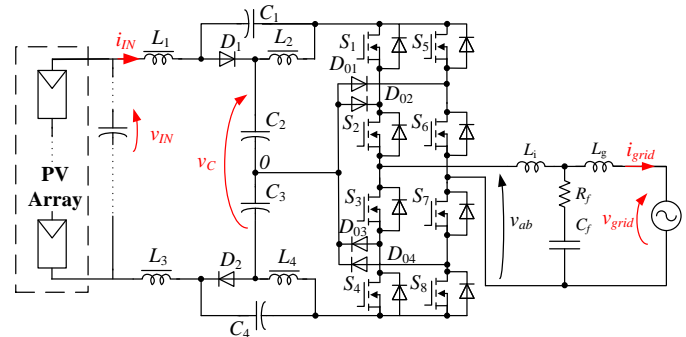 i_IN
L_1
C_1
D_1
L_2
S_1
S_5
D_01
D_02
PV
Array
v_IN
v_C
C_2
0
C_3
S_2
S_6
S_3
S_7
D_03
D_04
L_i
L_g
i_grid
R_f
C_f
v_ab
v_grid
L_3
D_2
L_4
C_4
S_4
S_8